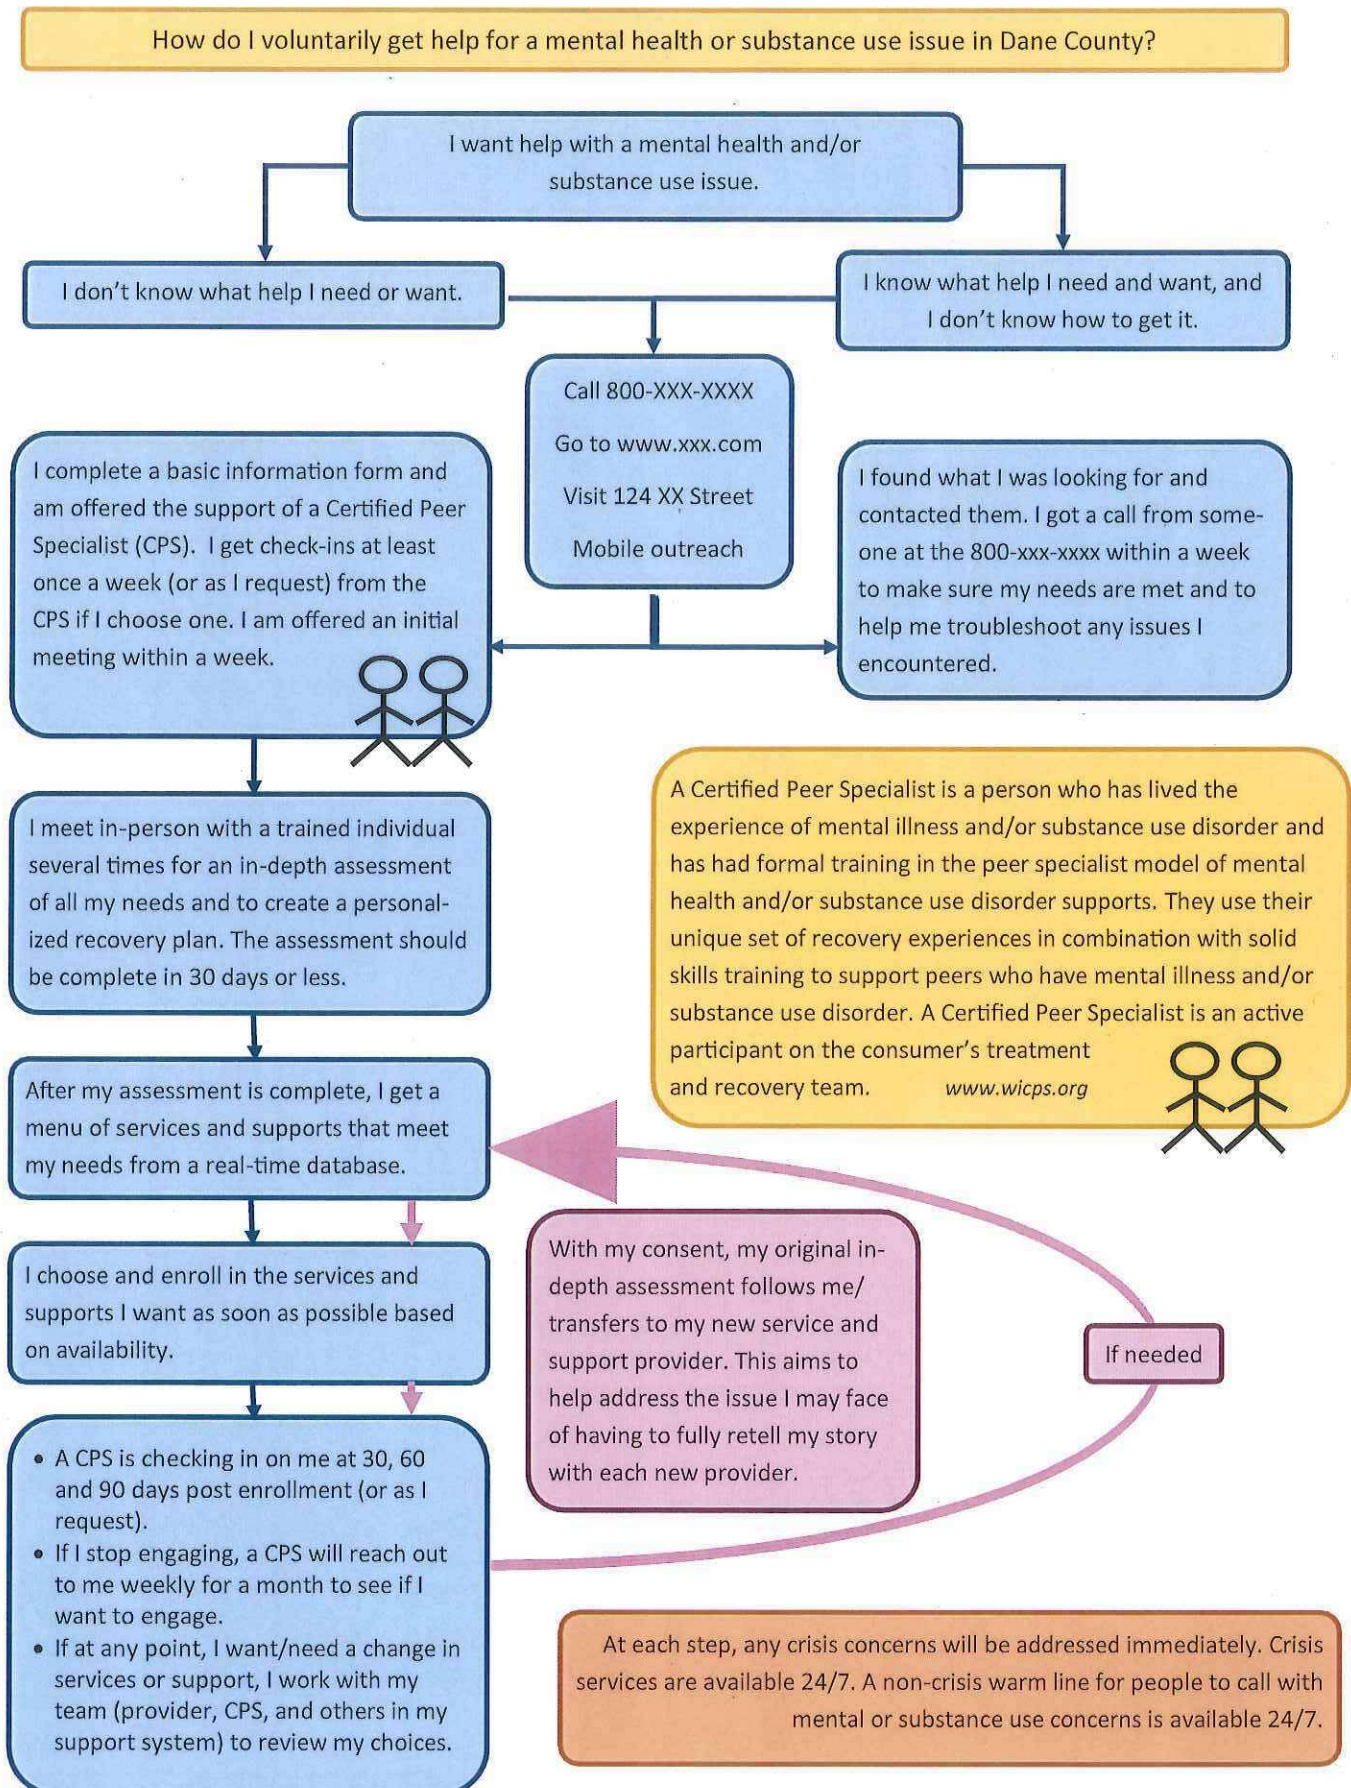 How do I voluntarily get help for a mental health or substance use issue in Dane County?
I want help with a mental health and/or
substance use issue.
I don't know what help I need or want.
I know what help I need and want, and
I don't know how to get it.
Call 800-XXX-XXXX
Go to www.xxx.com
Visit 124 XX Street
Mobile outreach
I complete a basic information form and
am offered the support of a Certified Peer
Specialist (CPS).  I get check-ins at least
once a week (or as I request) from the
CPS if I choose one. I am offered an initial
meeting within a week.
I found what I was looking for and
contacted them. I got a call from some-
one at the 800-xxx-xxxx within a week
to make sure my needs are met and to
help me troubleshoot any issues I
encountered.
I meet in-person with a trained individual
several times for an in-depth assessment
of all my needs and to create a personal-
ized recovery plan. The assessment should
be complete in 30 days or less.
A Certified Peer Specialist is a person who has lived the
experience of mental illness and/or substance use disorder and
has had formal training in the peer specialist model of mental
health and/or substance use disorder supports. They use their
unique set of recovery experiences in combination with solid
skills training to support peers who have mental illness and/or
substance use disorder. A Certified Peer Specialist is an active
participant on the consumer's treatment
and recovery team. www.wicps.org
After my assessment is complete, I get a
menu of services and supports that meet
my needs from a real-time database.
I choose and enroll in the services and
supports I want as soon as possible based
on availability.
With my consent, my original in-
depth assessment follows me/
transfers to my new service and
support provider. This aims to
help address the issue I may face
of having to fully retell my story
with each new provider.
If needed
• A CPS is checking in on me at 30, 60
and 90 days post enrollment (or as I
request).
• If I stop engaging, a CPS will reach out
to me weekly for a month to see if I
want to engage.
• If at any point, I want/need a change in
services or support, I work with my
team (provider, CPS, and others in my
support system) to review my choices.
At each step, any crisis concerns will be addressed immediately. Crisis
services are available 24/7. A non-crisis warm line for people to call with
mental or substance use concerns is available 24/7.